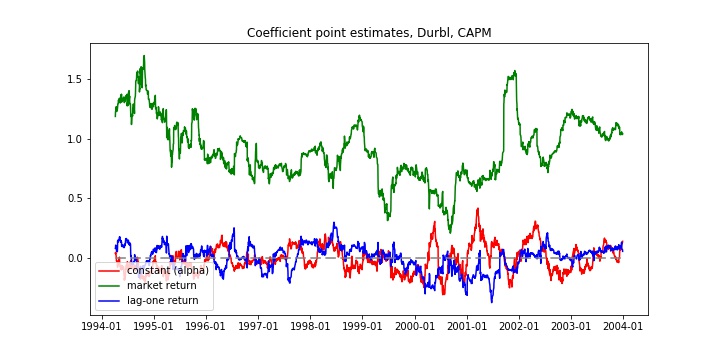 Coefficient point estimates, Durbl, CAPM
1.5
1.0
0.5
0.0
constant (alpha)
market return
lag-one return
1994-01 1995-01 1996-01 1997-01 1998-01 1999-01 2000-01 2001-01 2002-01 2003-01 2004-01